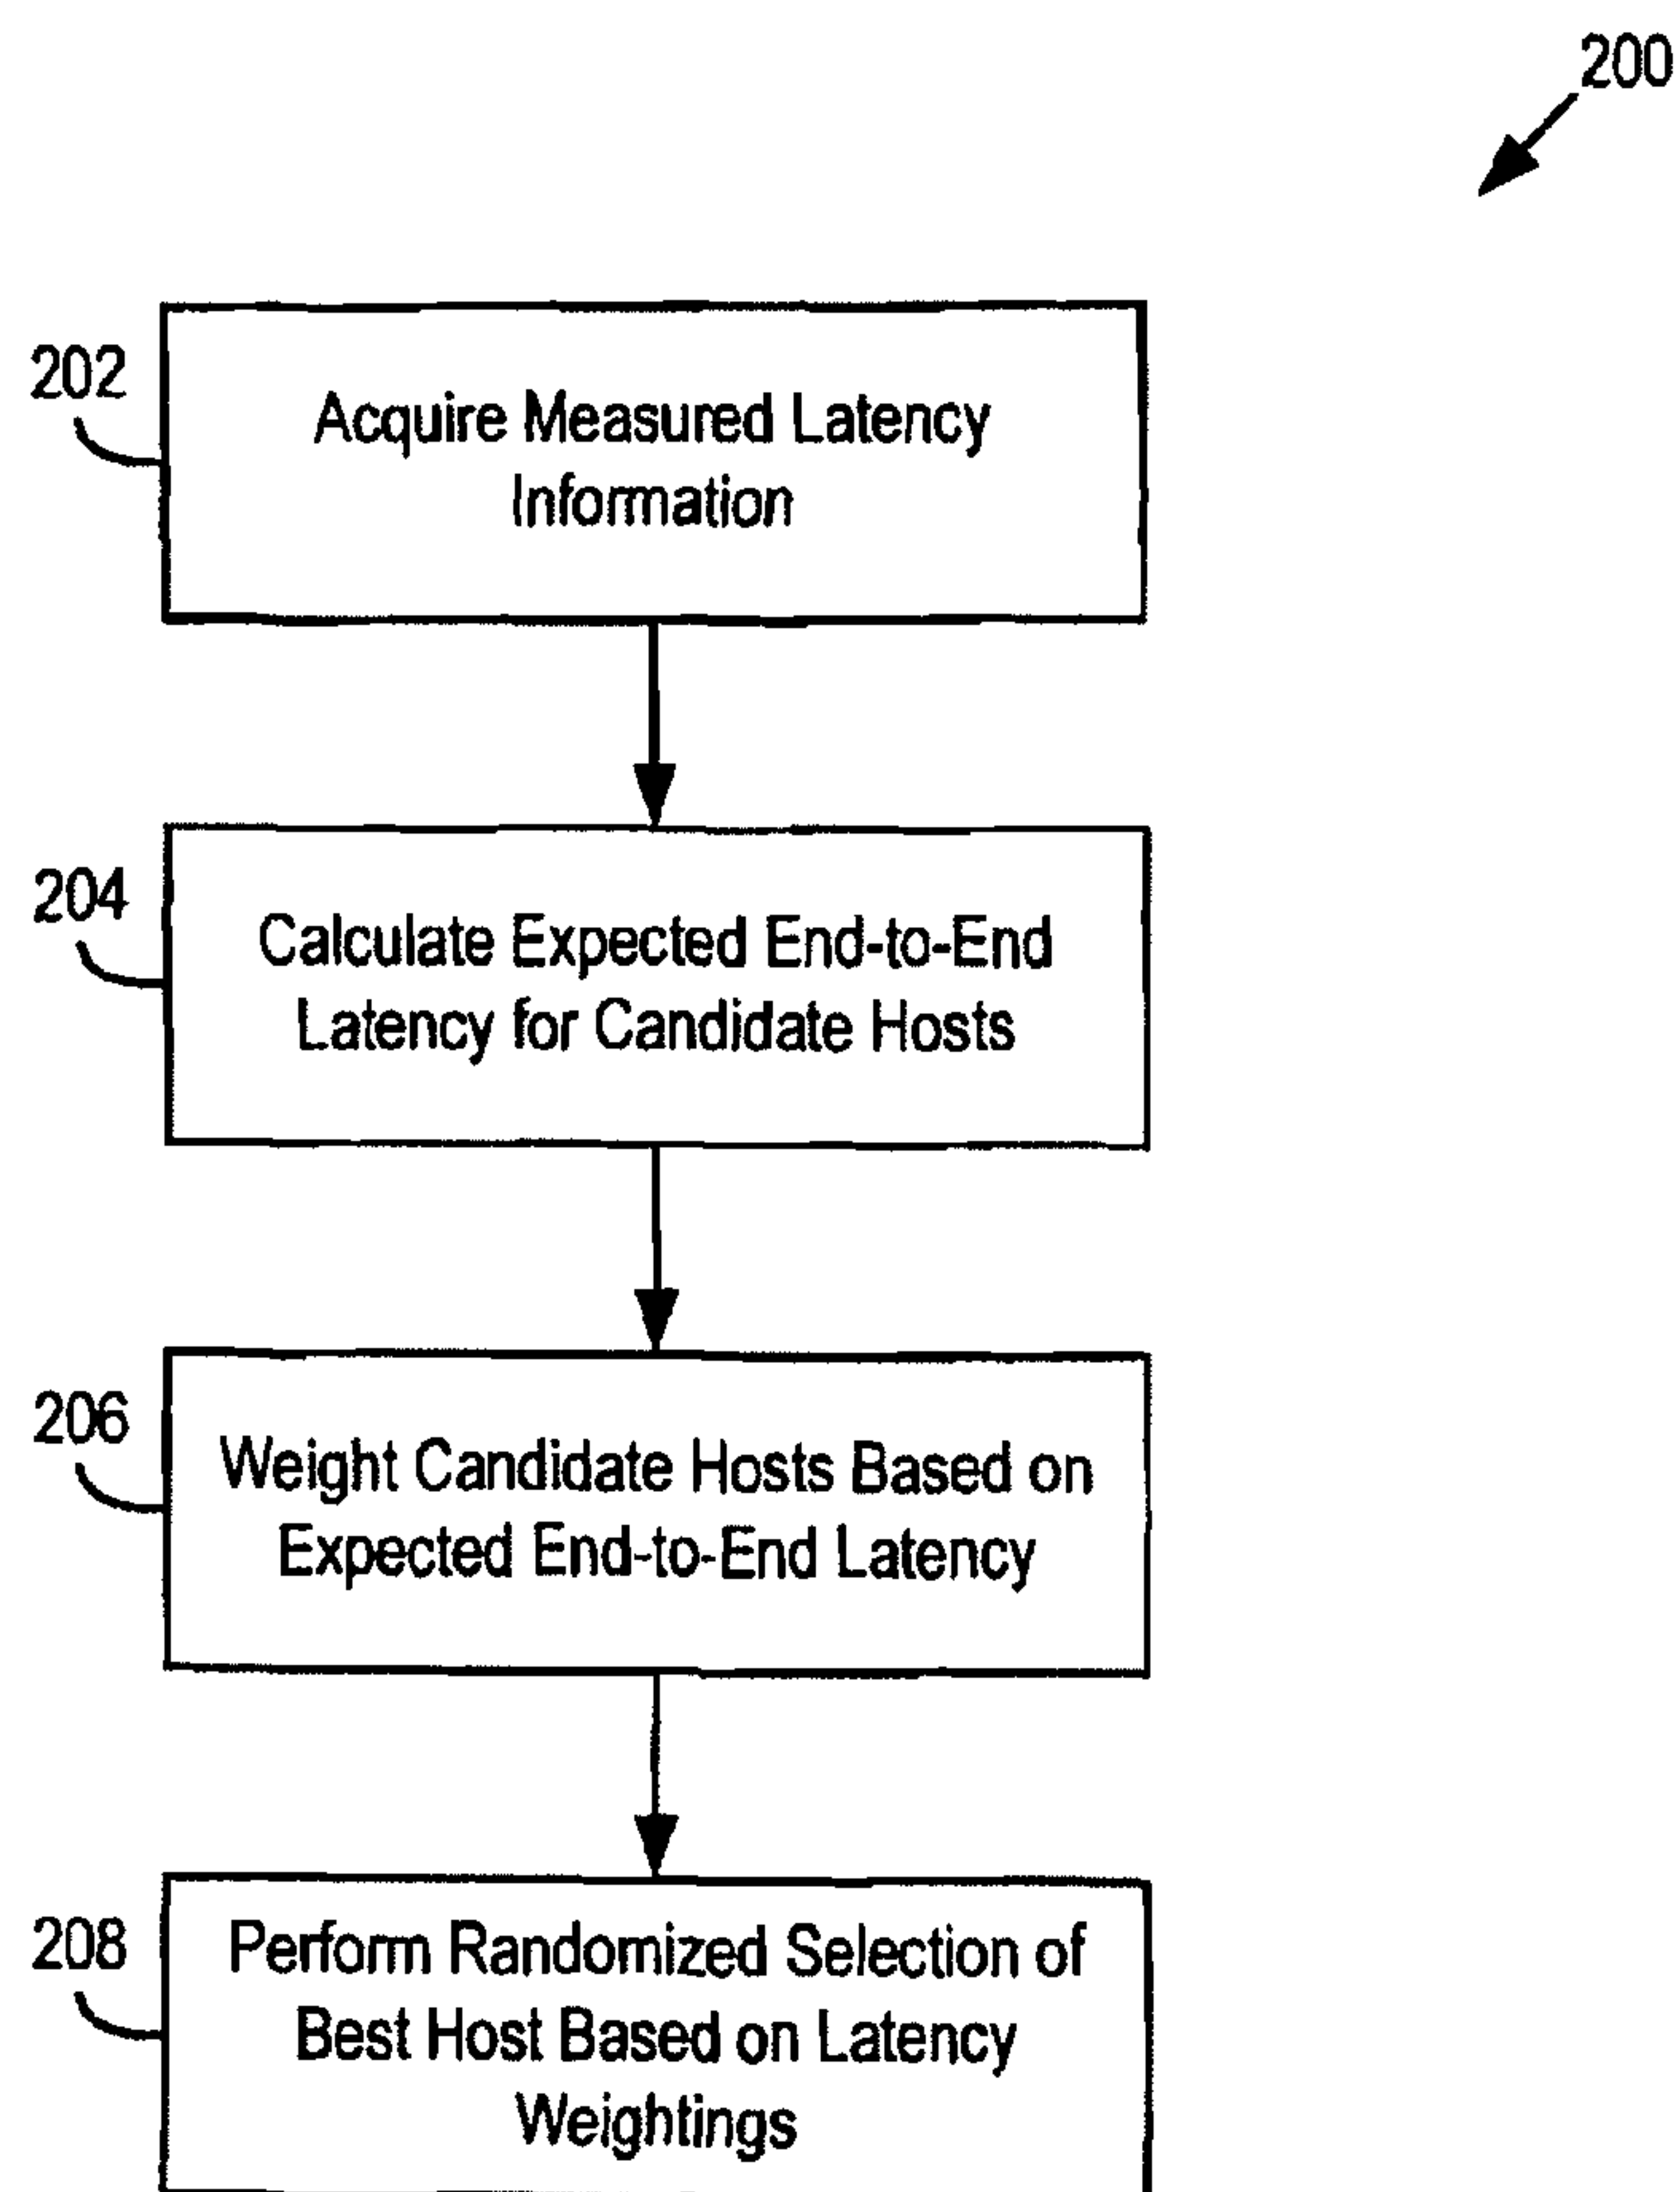 200
202
Acquire Measured Latency
Information
204
Calculate Expected End-to-End
Latency for Candidate Hosts
206
Weight Candidate Hosts Based on
Expected End-to-End Latency
208
Perform Randomized Selection of
Best Host Based on Latency
Weightings